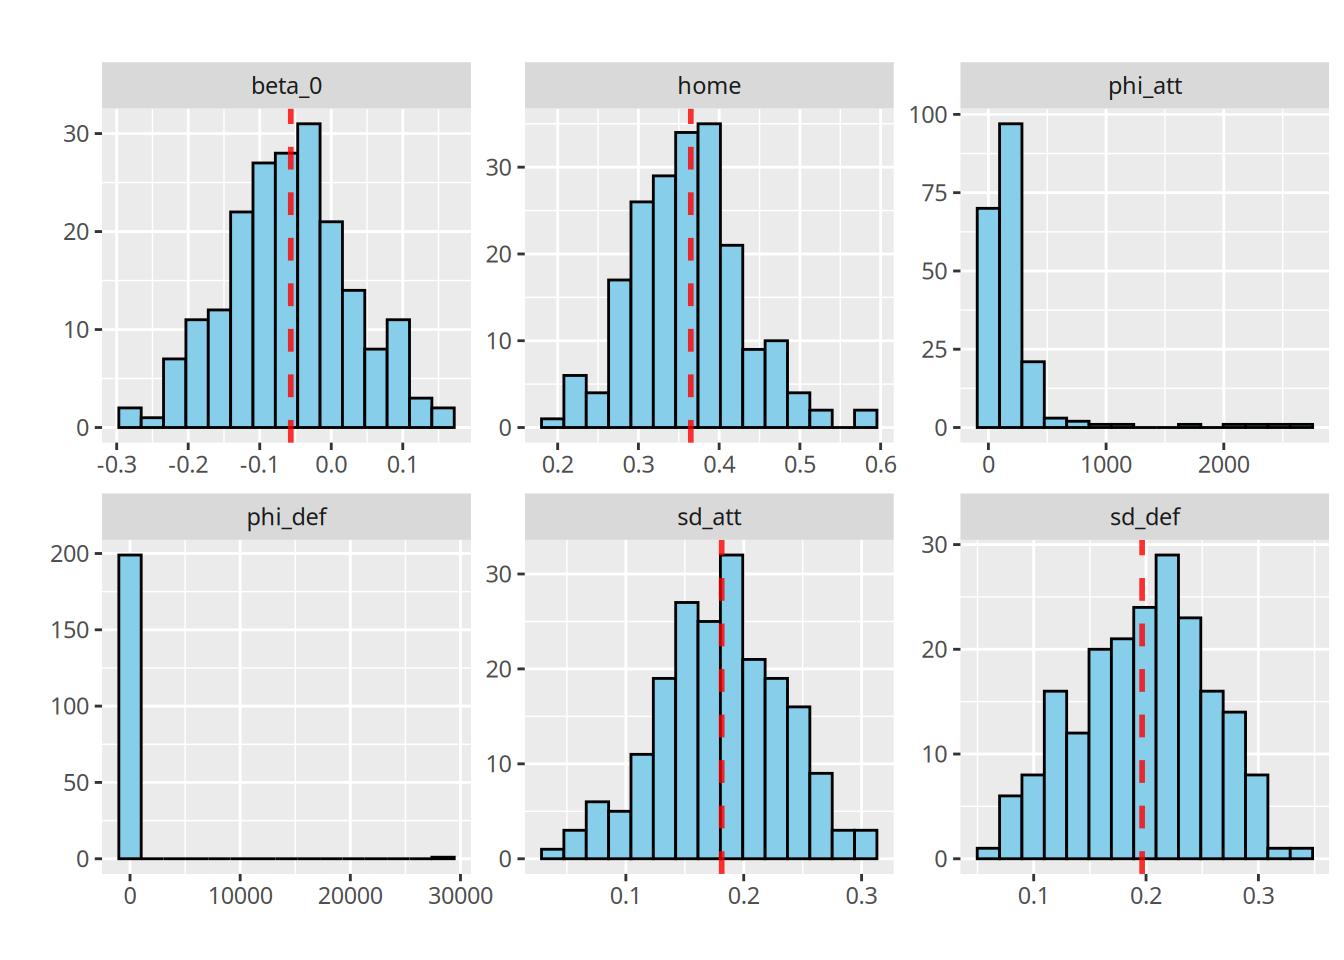 beta_0 home phi_att
30 20 10 0
-0.3 -0.2 -0.1 0.0 0.1
30 20 10 0
0.2 0.3 0.4 0.5 0.6
100 75 50 25 0
0 1000 2000
phi_def sd_att sd_def
200 150 100 50 0
0 10000 20000 30000
30 20 10 0
0.1 0.2 0.3
30 20 10 0
0.1 0.2 0.3